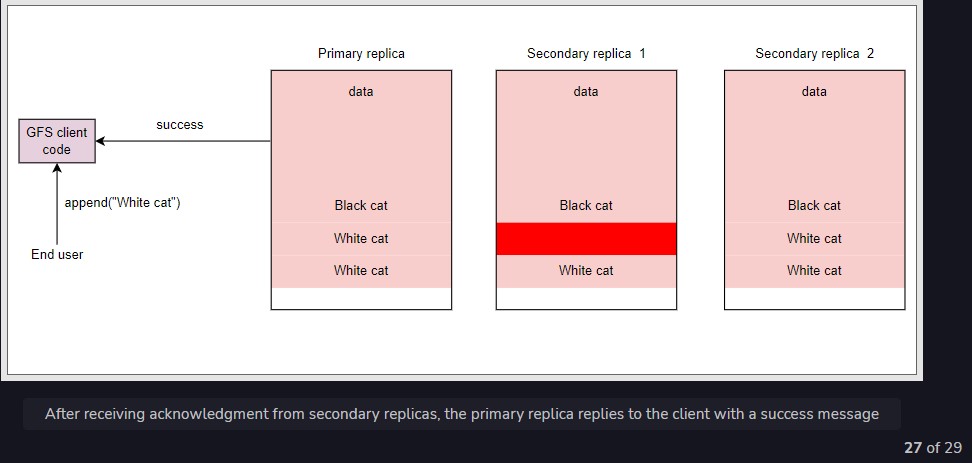 Primary replica
Secondary replica 1
Secondary replica 2
data
data
data
success
GFS client
code
append("White cat")
End user
Black cat
Black cat
Black cat
White cat
White cat
White cat
White cat
White cat
After receiving acknowledgment from secondary replicas, the primary replica replies to the client with a success message
27 of 29